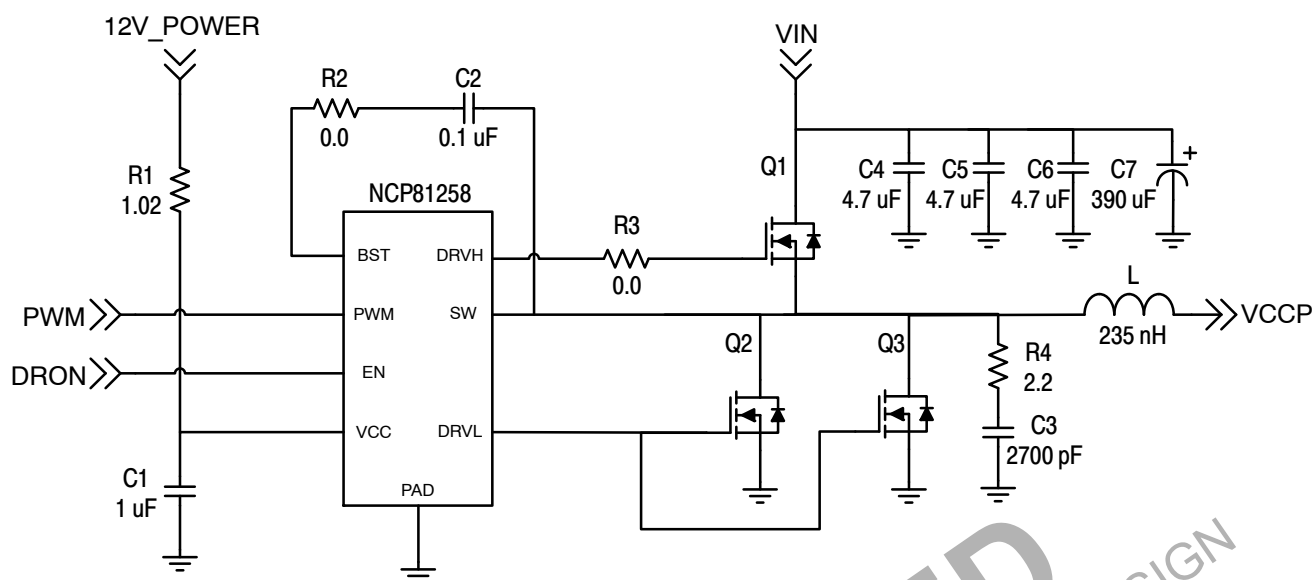 12V_POWER
VIN
R2
0.0
C2
0.1 uF
R1
1.02
NCP81258
Q1
C4
4.7 uF
C5
4.7 uF
C6
4.7 uF
C7
390 uF
+
BST
DRVH
R3
0.0
PWM
PWM
SW
L
235 nH
VCCP
DRON
EN
Q2
Q3
R4
2.2
VCC
DRVL
C3
2700 pF
C1
1 uF
PAD